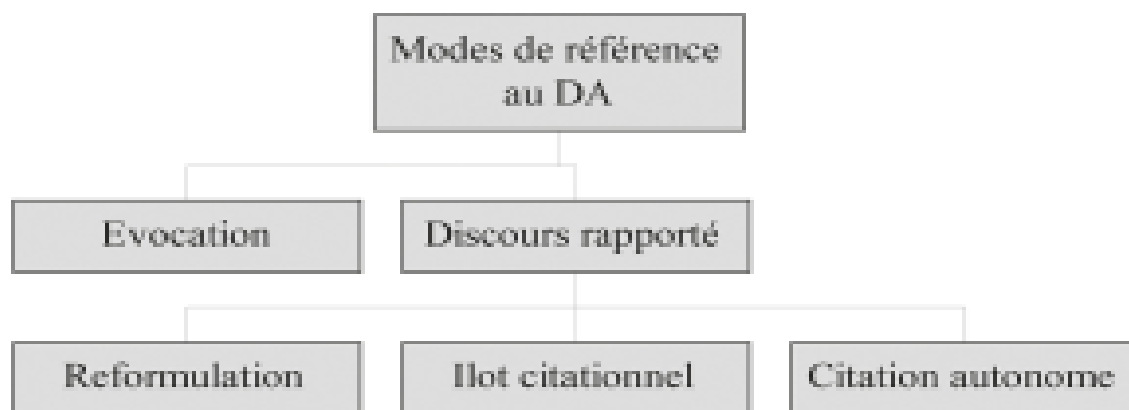 Modes de référence
au DA
Evocation
Discours rapporté
Reformulation
Ilot citationnel
Citation autonome